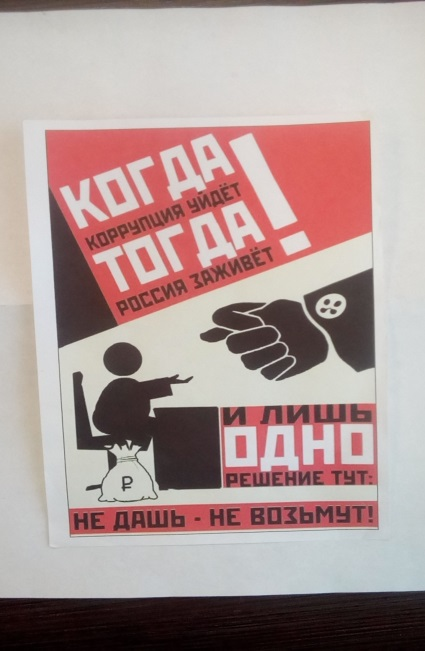 КОГДА
КОРРУПЦИЯ УЙДЁТ
ТОГДА!
РОССИЯ ЗАЖИВЁТ
₽
И ЛИШЬ
ОДНО
РЕШЕНИЕ ТУТ:
НЕ ДАШЬ - НЕ ВОЗЬМУТ!